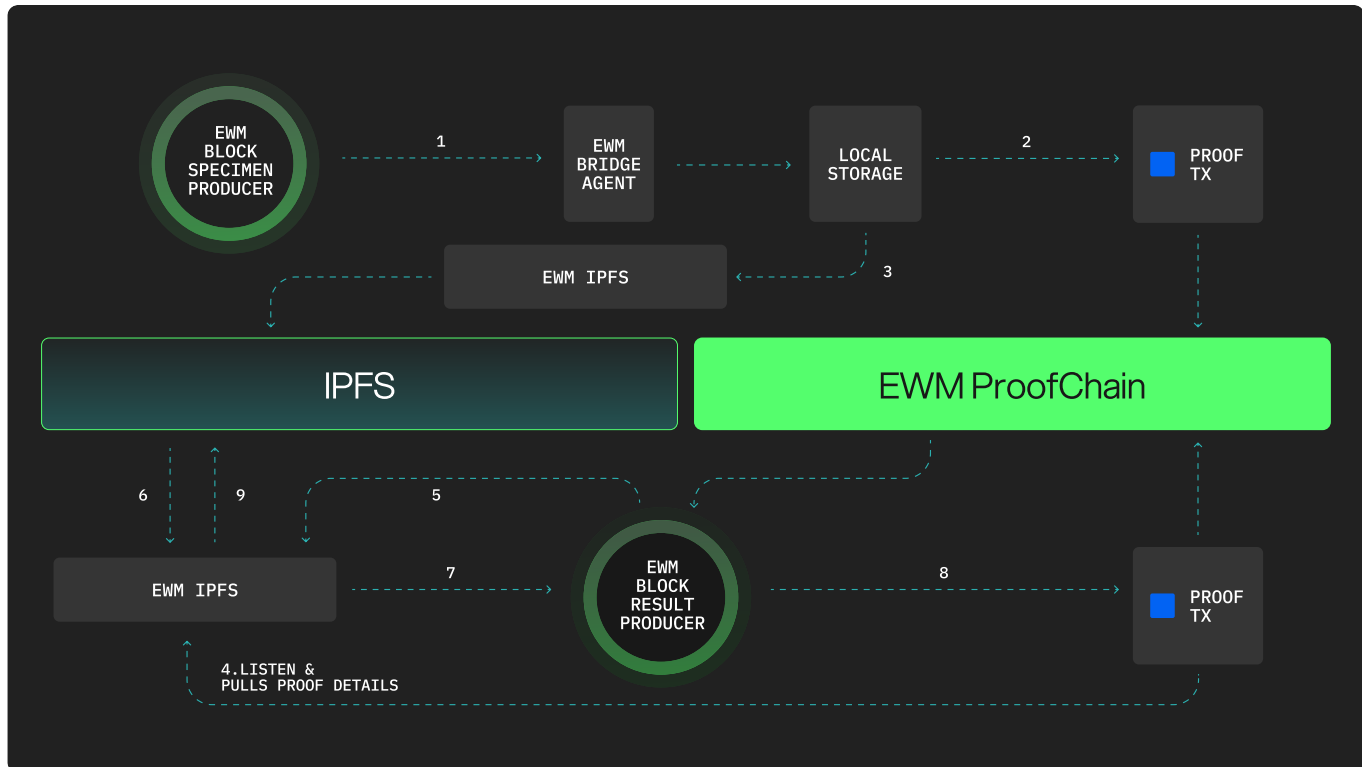 EWM
BLOCK
SPECIMEN
PRODUCER
1
EWM
BRIDGE
AGENT
LOCAL
STORAGE
2
PROOF
TX
EWM IPFS
3
IPFS
EWM ProofChain
6
9
5
EWM IPFS
7
EWM
BLOCK
RESULT
PRODUCER
8
PROOF
TX
4.LISTEN &
PULLS PROOF DETAILS